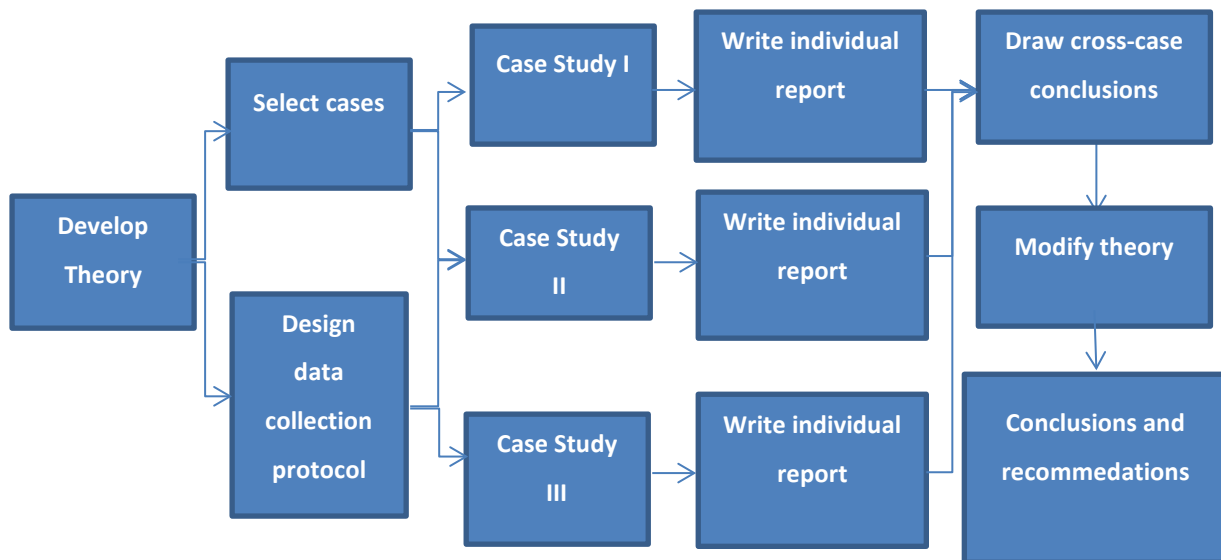 Develop
Theory
Select cases
Design
data
collection
protocol
Case Study I
Case Study
II
Case Study
III
Write individual
report
Write individual
report
Write individual
report
Draw cross-case
conclusions
Modify theory
Conclusions and
recommedations